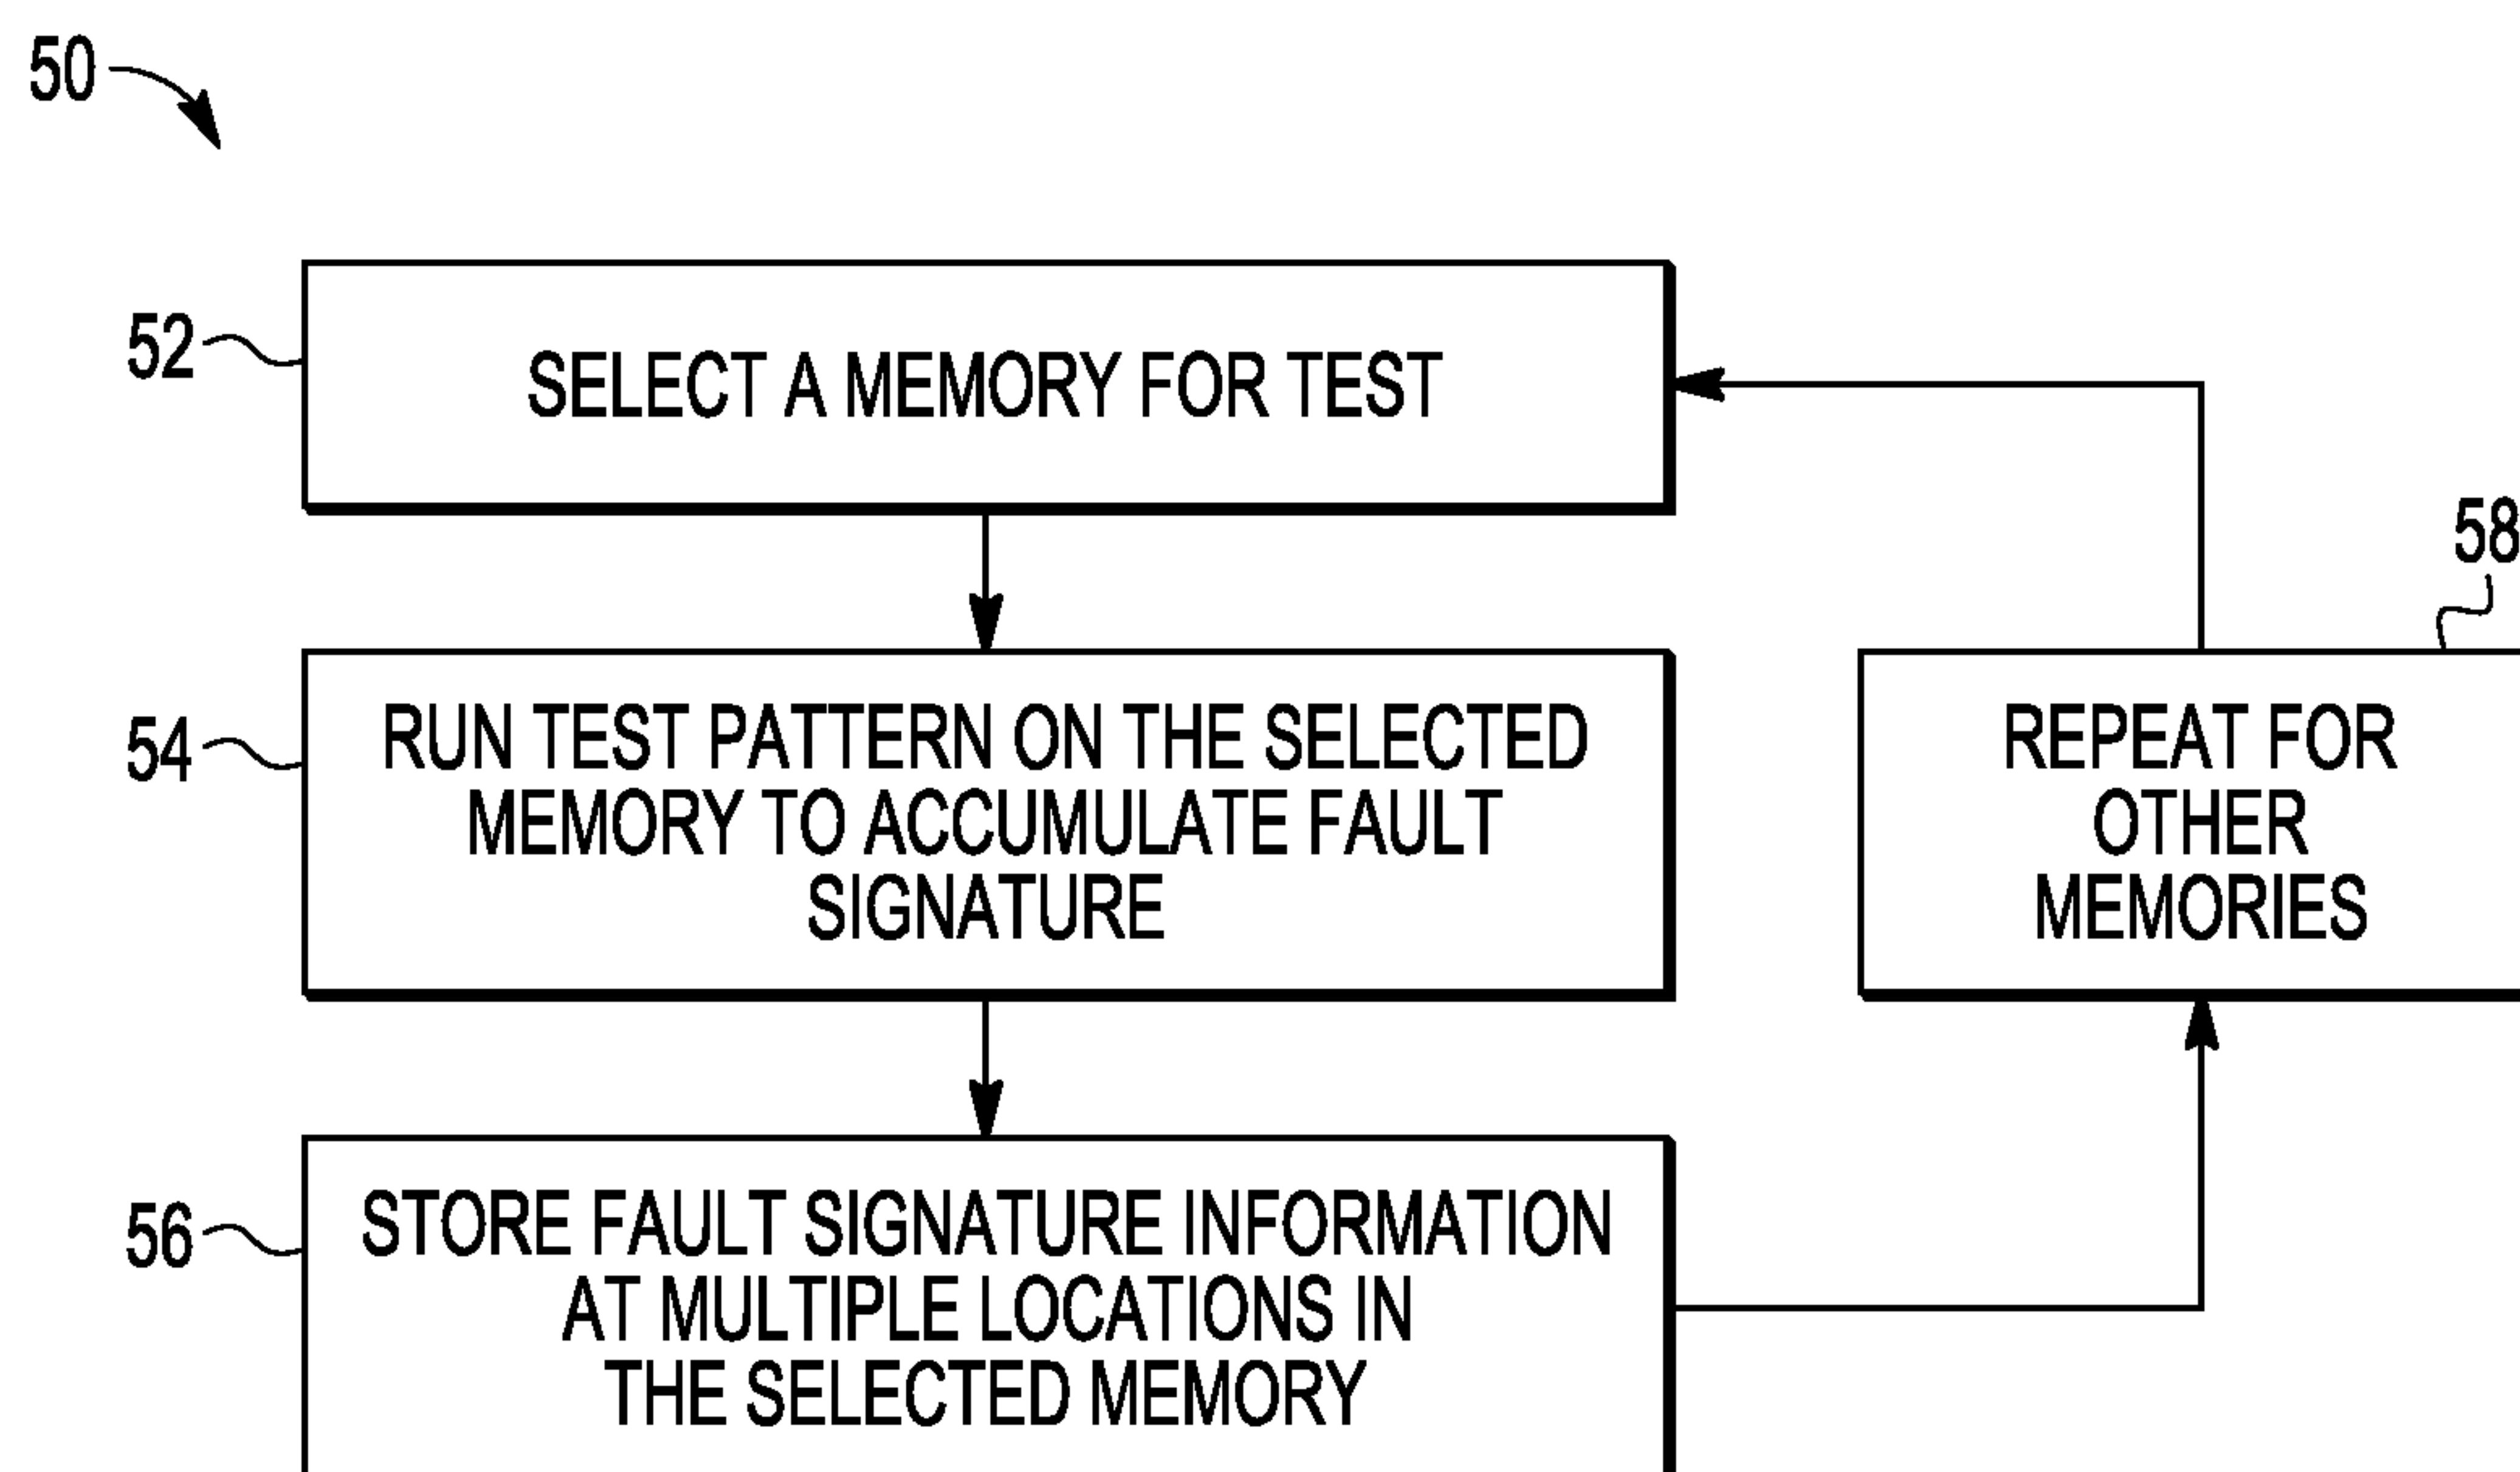 50
52
SELECT A MEMORY FOR TEST
58
54
RUN TEST PATTERN ON THE SELECTED
MEMORY TO ACCUMULATE FAULT
SIGNATURE
REPEAT FOR
OTHER
MEMORIES
56
STORE FAULT SIGNATURE INFORMATION
AT MULTIPLE LOCATIONS IN
THE SELECTED MEMORY